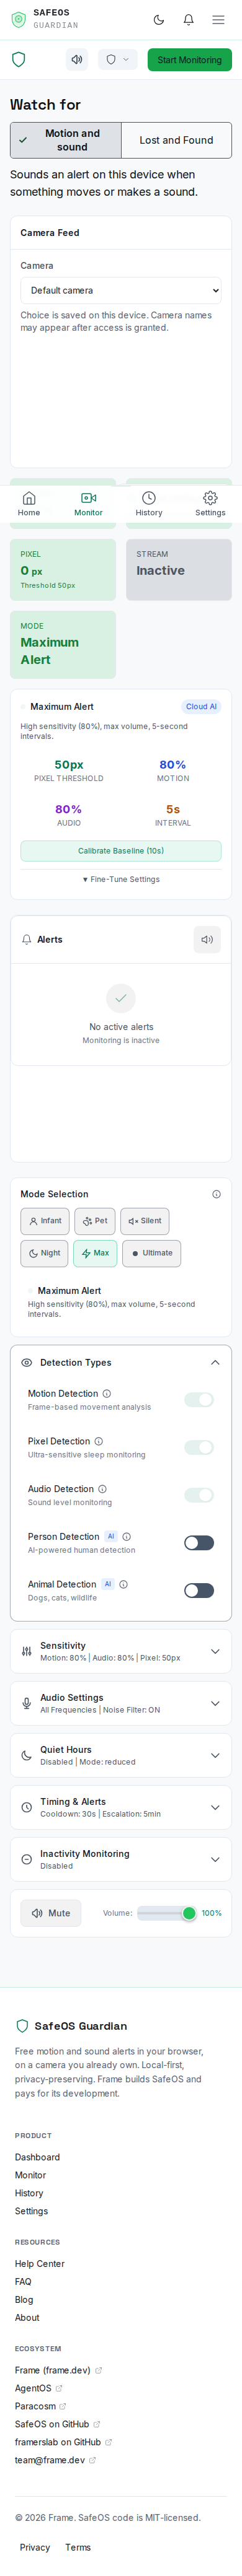 SAFEOS
GUARDIAN
Start Monitoring
Watch for
Motion and
sound
Lost and Found
Sounds an alert on this device when
something moves or makes a sound.
Camera Feed
Camera
Default camera
Choice is saved on this device. Camera names
may appear after access is granted.
Home
Monitor
History
Settings
PIXEL
0 px
Threshold 50px
STREAM
Inactive
MODE
Maximum
Alert
Maximum Alert
Cloud AI
High sensitivity (80%), max volume, 5-second
intervals.
50px
80%
PIXEL THRESHOLD
MOTION
80%
5s
AUDIO
INTERVAL
Calibrate Baseline (10s)
▼ Fine-Tune Settings
Alerts
No active alerts
Monitoring is inactive
Mode Selection
Infant
Pet
Silent
Night
Max
Ultimate
Maximum Alert
High sensitivity (80%), max volume, 5-second
intervals.
Detection Types
Motion Detection
Frame-based movement analysis
Pixel Detection
Ultra-sensitive sleep monitoring
Audio Detection
Sound level monitoring
Person Detection AI
AI-powered human detection
Animal Detection AI
Dogs, cats, wildlife
Sensitivity
Motion: 80% | Audio: 80% | Pixel: 50px
Audio Settings
All Frequencies | Noise Filter: ON
Quiet Hours
Disabled | Mode: reduced
Timing & Alerts
Cooldown: 30s | Escalation: 5min
Inactivity Monitoring
Disabled
Mute
Volume:
100%
SafeOS Guardian
Free motion and sound alerts in your browser,
on a camera you already own. Local-first,
privacy-preserving. Frame builds SafeOS and
pays for its development.
PRODUCT
Dashboard
Monitor
History
Settings
RESOURCES
Help Center
FAQ
Blog
About
ECOSYSTEM
Frame (frame.dev)
AgentOS
Paracosm
SafeOS on GitHub
framerslab on GitHub
team@frame.dev
© 2026 Frame. SafeOS code is MIT-licensed.
Privacy
Terms